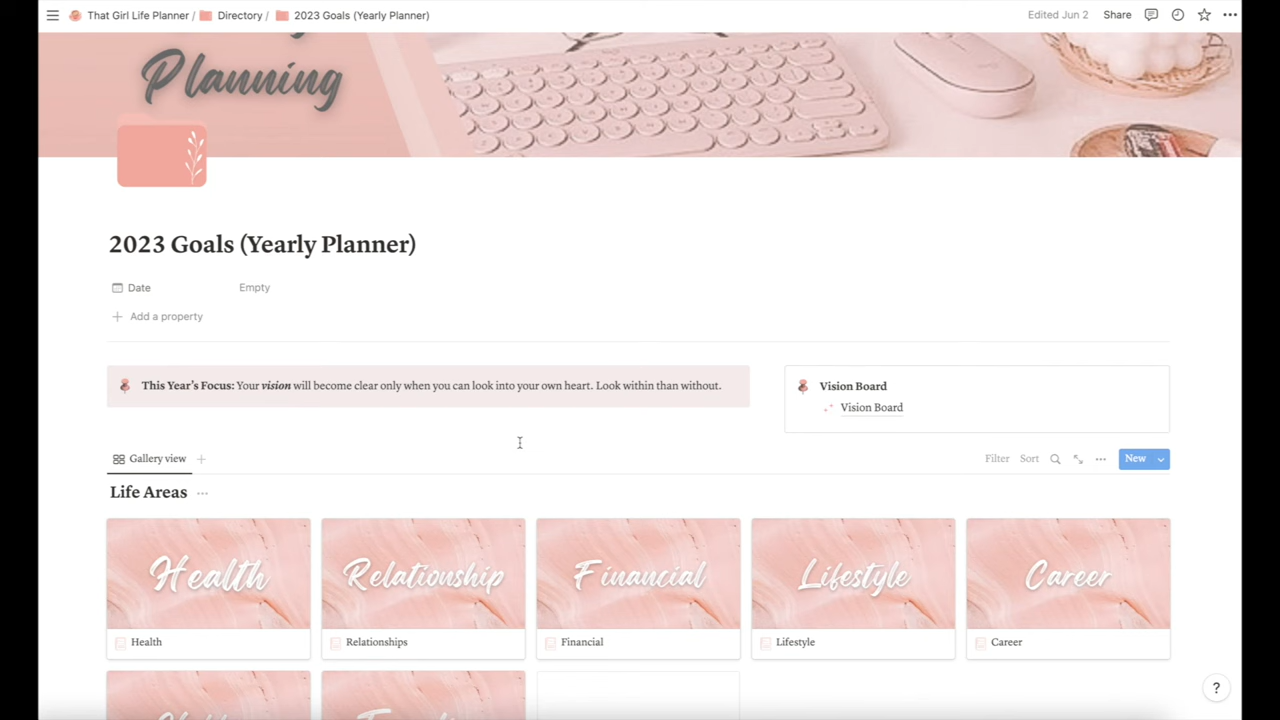 That Girl Life Planner / Directory / 2023 Goals (Yearly Planner)
Edited Jun 2 Share
Planning
2023 Goals (Yearly Planner)
Date Empty
Add a property
This Year's Focus: Your vision will become clear only when you can look into your own heart. Look within than without.
Vision Board
Vision Board
Gallery view
Filter Sort New
Life Areas
Health Relationship Financial Lifestyle Career
Health Relationships Financial Lifestyle Career
?